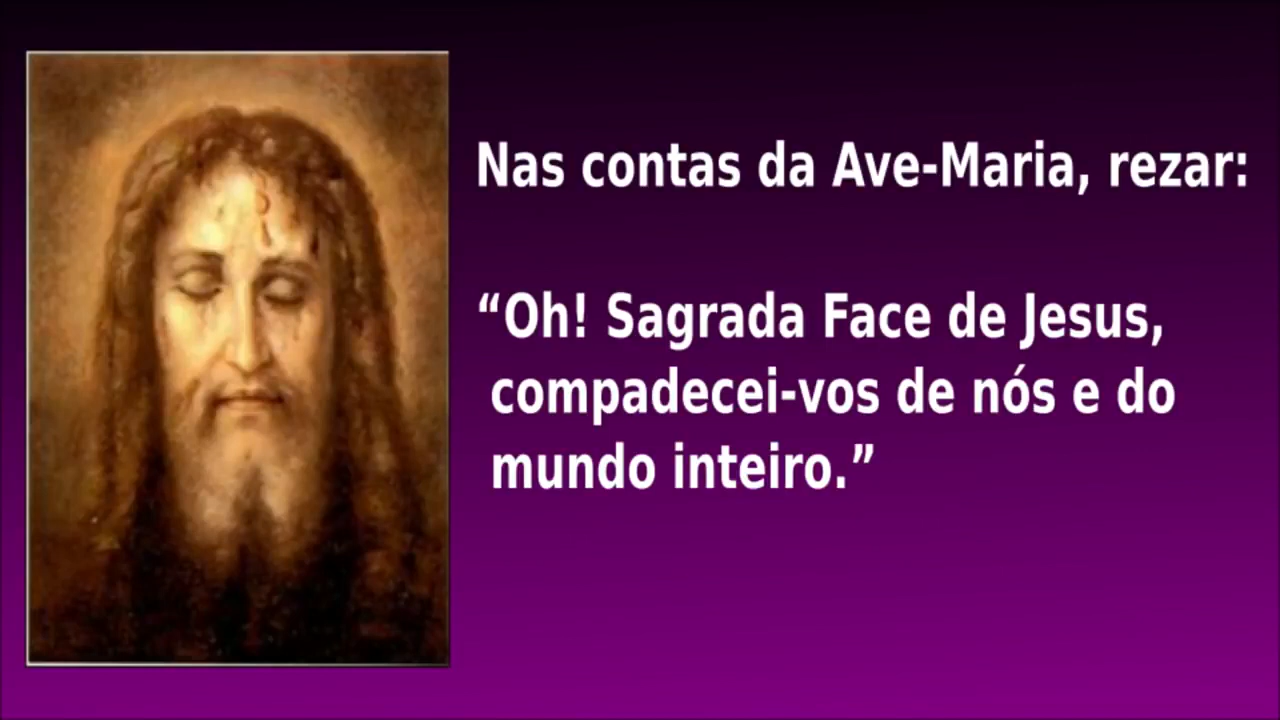 Nas contas da Ave-Maria, rezar:
“Oh! Sagrada Face de Jesus,
compadecei-vos de nós e do
mundo inteiro.”